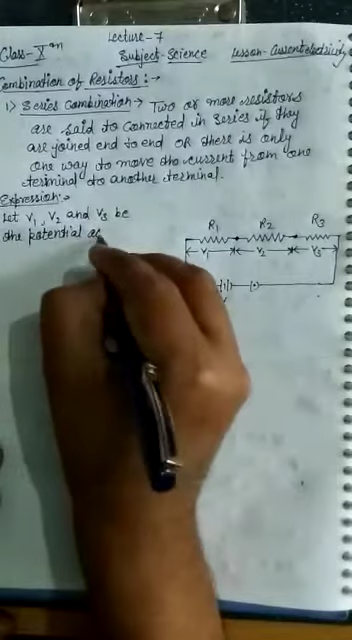 Lecture-7
Class-Xth Subject-Science Lesson-Current electricity
Combination of Resistors:-
1) Series Combination→ Two or more resistors
are said to connected in series if they
are joined end to end OR there is only
one way to move the current from one
terminal to another terminal.
Expression:-
Let V1, V2 and V3 be
the potential ac
R1 R2 R3
V1 V2 V3
V